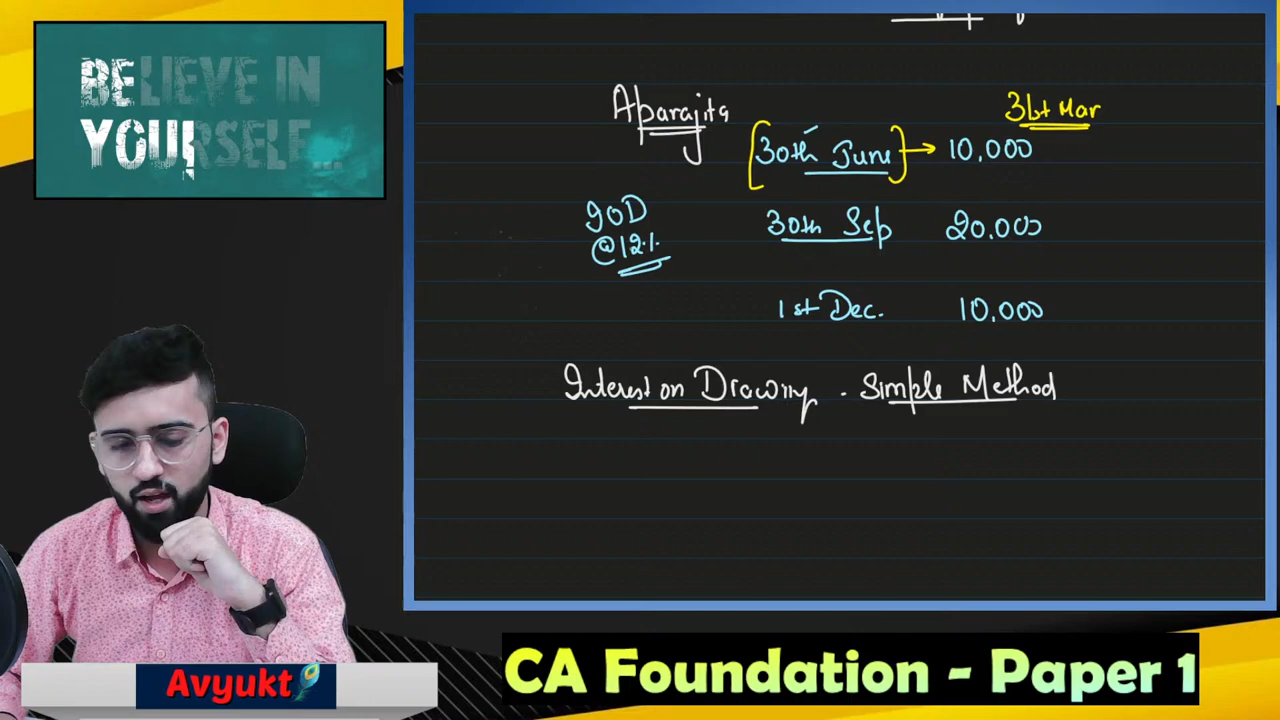 BELIEVE IN
YOURSELF...
Aparajita
31st Mar
30th June → 10,000
IOD
@12%
30th Sep 20,000
1st Dec. 10,000
Interest on Drawing - Simple Method
Avyukt
CA Foundation - Paper 1